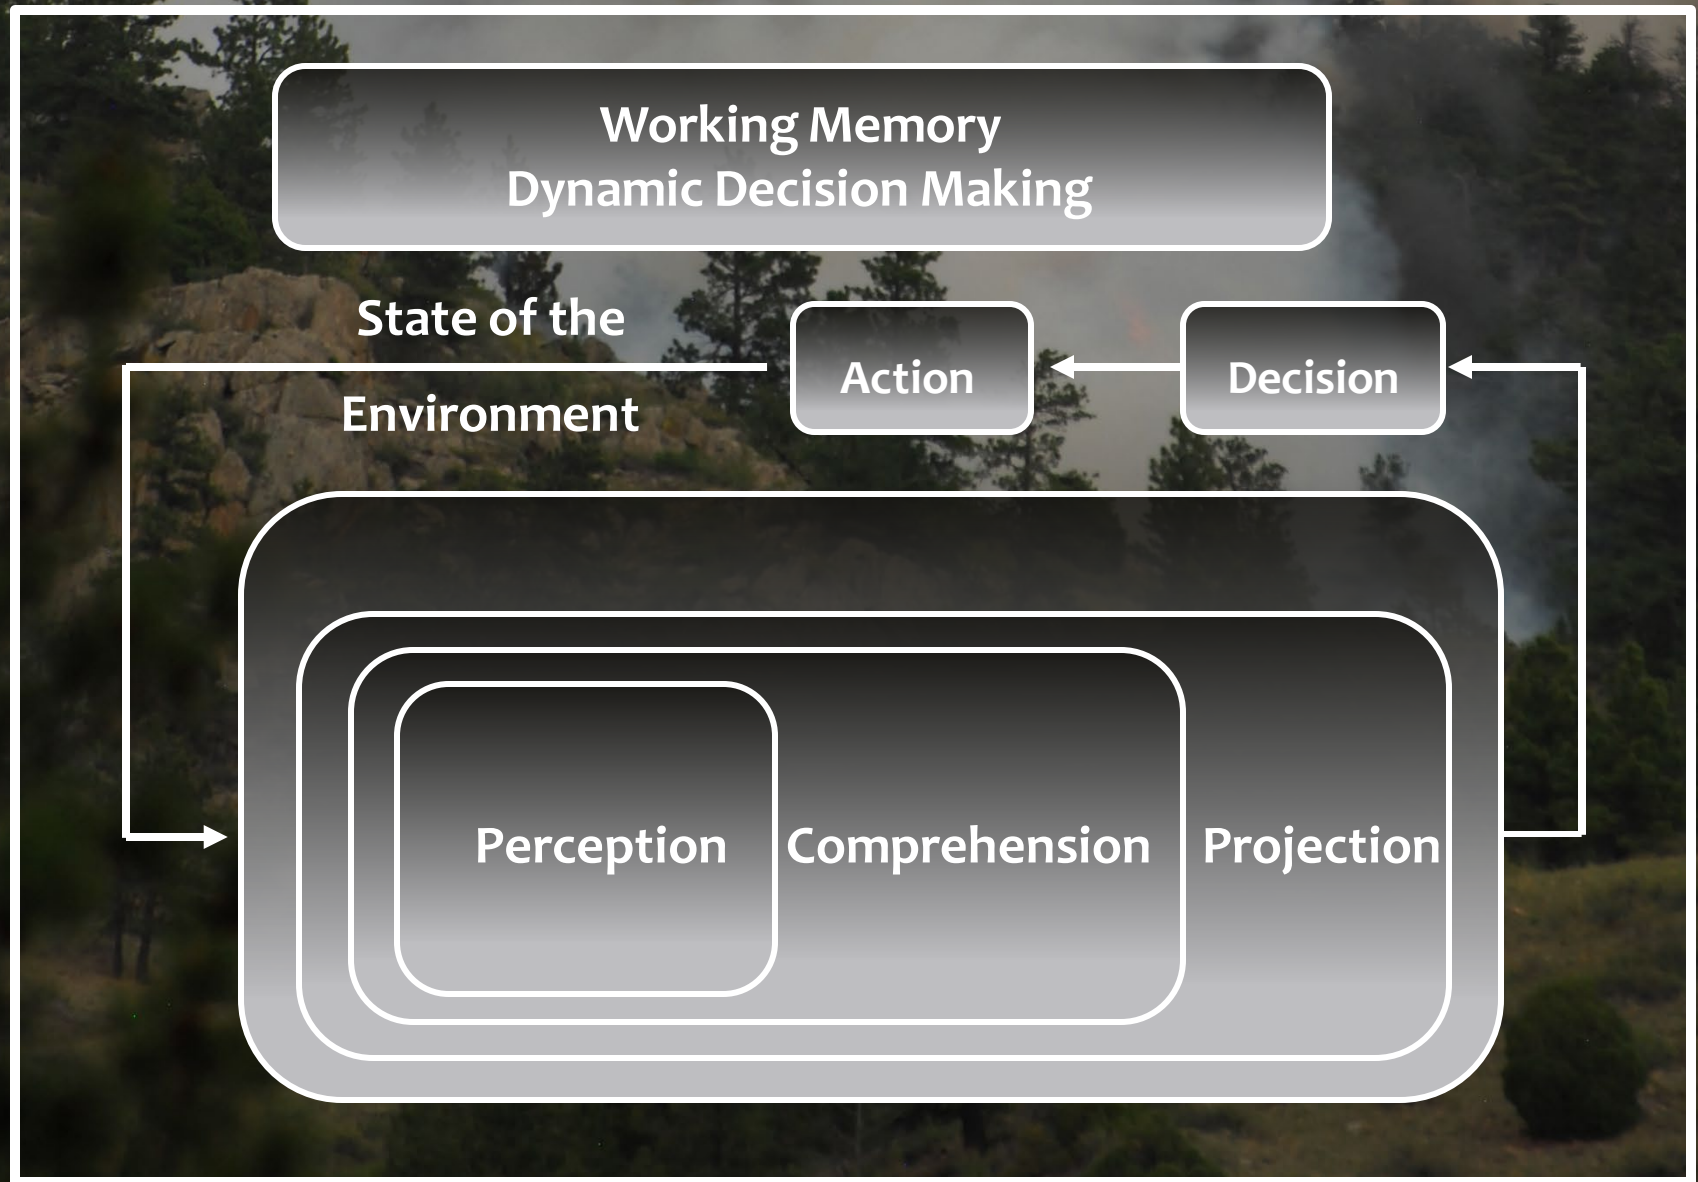 Working Memory
Dynamic Decision Making
State of the
Environment
Action
Decision
Perception
Comprehension
Projection